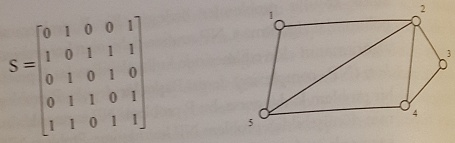 S = [0 1 0 0 1
1 0 1 1 1
0 1 0 1 0
0 1 1 0 1
1 1 0 1 1]
1
2
3
5
4